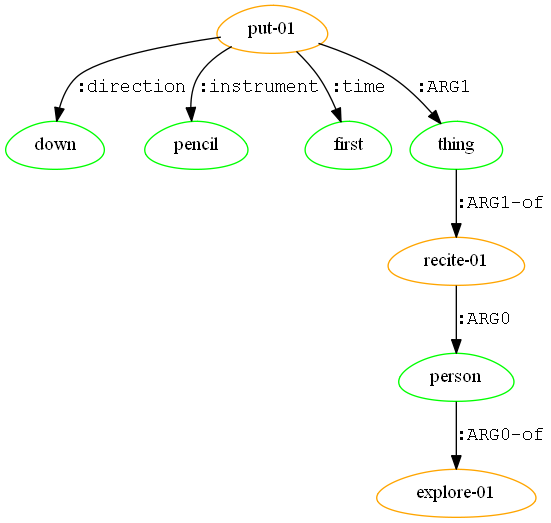 put-01
:direction :instrument :time :ARG1
down pencil first thing
:ARG1-of
recite-01
:ARG0
person
:ARG0-of
explore-01